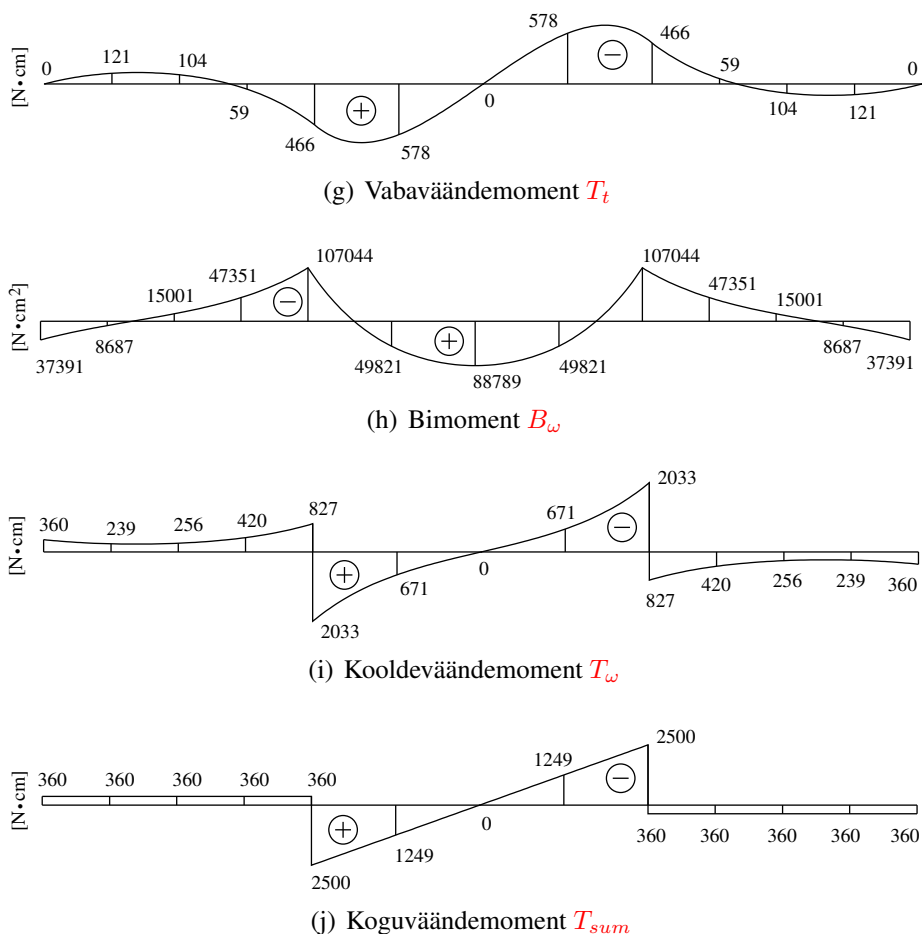 [N•cm]
0 121 104 59 466 578 0 578 466 59 104 121 0
(g) Vabaväändemoment T_t
[N•cm²]
37391 8687 15001 47351 107044 49821 88789 49821 107044 47351 15001 8687 37391
(h) Bimoment B_ω
[N•cm]
360 239 256 420 827 2033 671 0 671 2033 827 420 256 239 360
(i) Kooldeväändemoment T_ω
[N•cm]
360 360 360 360 360 2500 1249 0 1249 2500 360 360 360 360 360
(j) Koguväändemoment T_sum